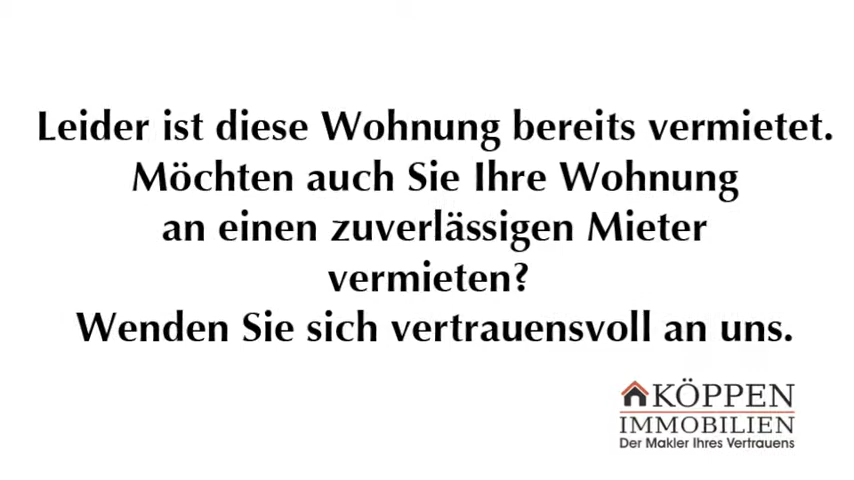 Leider ist diese Wohnung bereits vermietet.
Möchten auch Sie Ihre Wohnung
an einen zuverlässigen Mieter
vermieten?
Wenden Sie sich vertrauensvoll an uns.
KÖPPEN
IMMOBILIEN
Der Makler Ihres Vertrauens